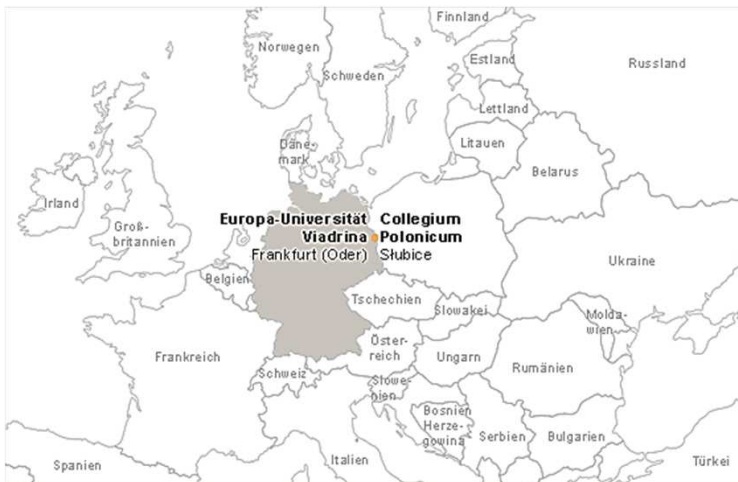 Finnland
Norwegen
Schweden
Estland
Russland
Lettland
Litauen
Däne-
mark
Belarus
Irland
Groß-
britannien
Europa-Universität
Viadrina
Frankfurt (Oder)
Collegium
Polonicum
Słubice
Ukraine
Belgien
Tschechien
Slowakei
Molda-
wien
Frankreich
Öster-
reich
Ungarn
Rumänien
Schweiz
Slowe-
nien
Bosnien
Herze-
gowina
Serbien
Bulgarien
Spanien
Italien
Türkei